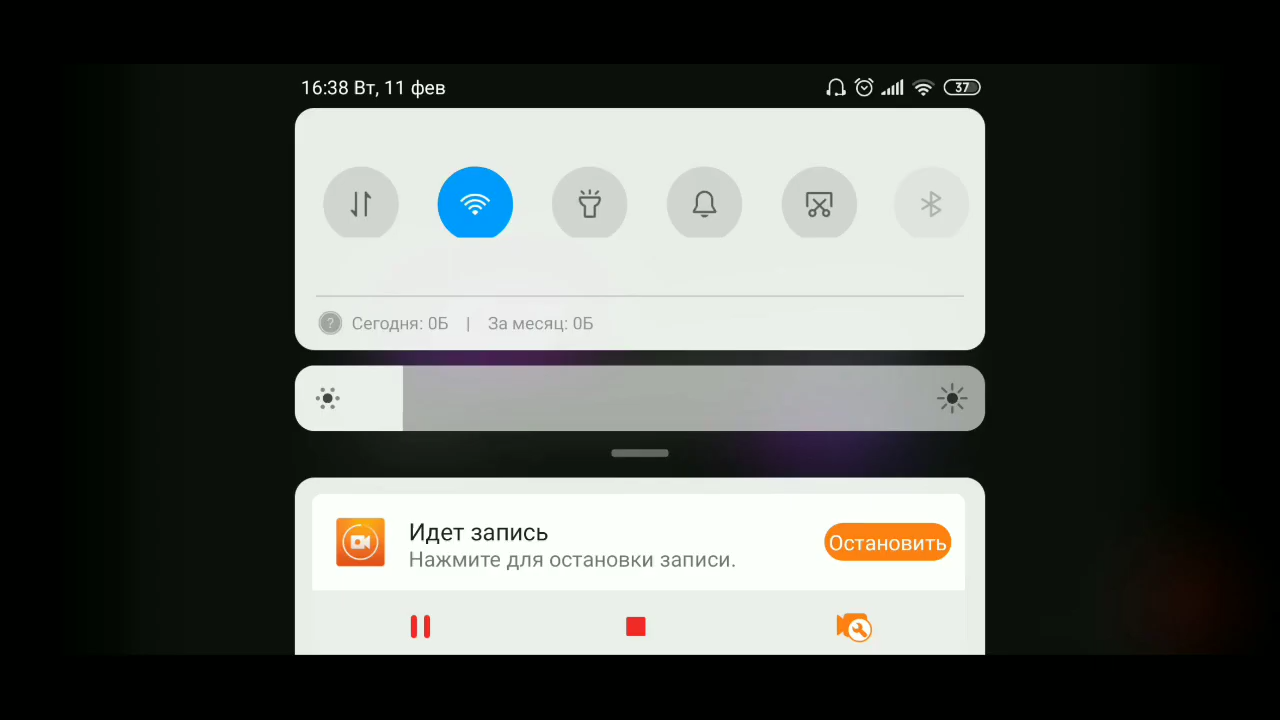 16:38 Вт, 11 фев 37
Сегодня: 0Б | За месяц: 0Б
Идет запись
Нажмите для остановки записи.
Остановить